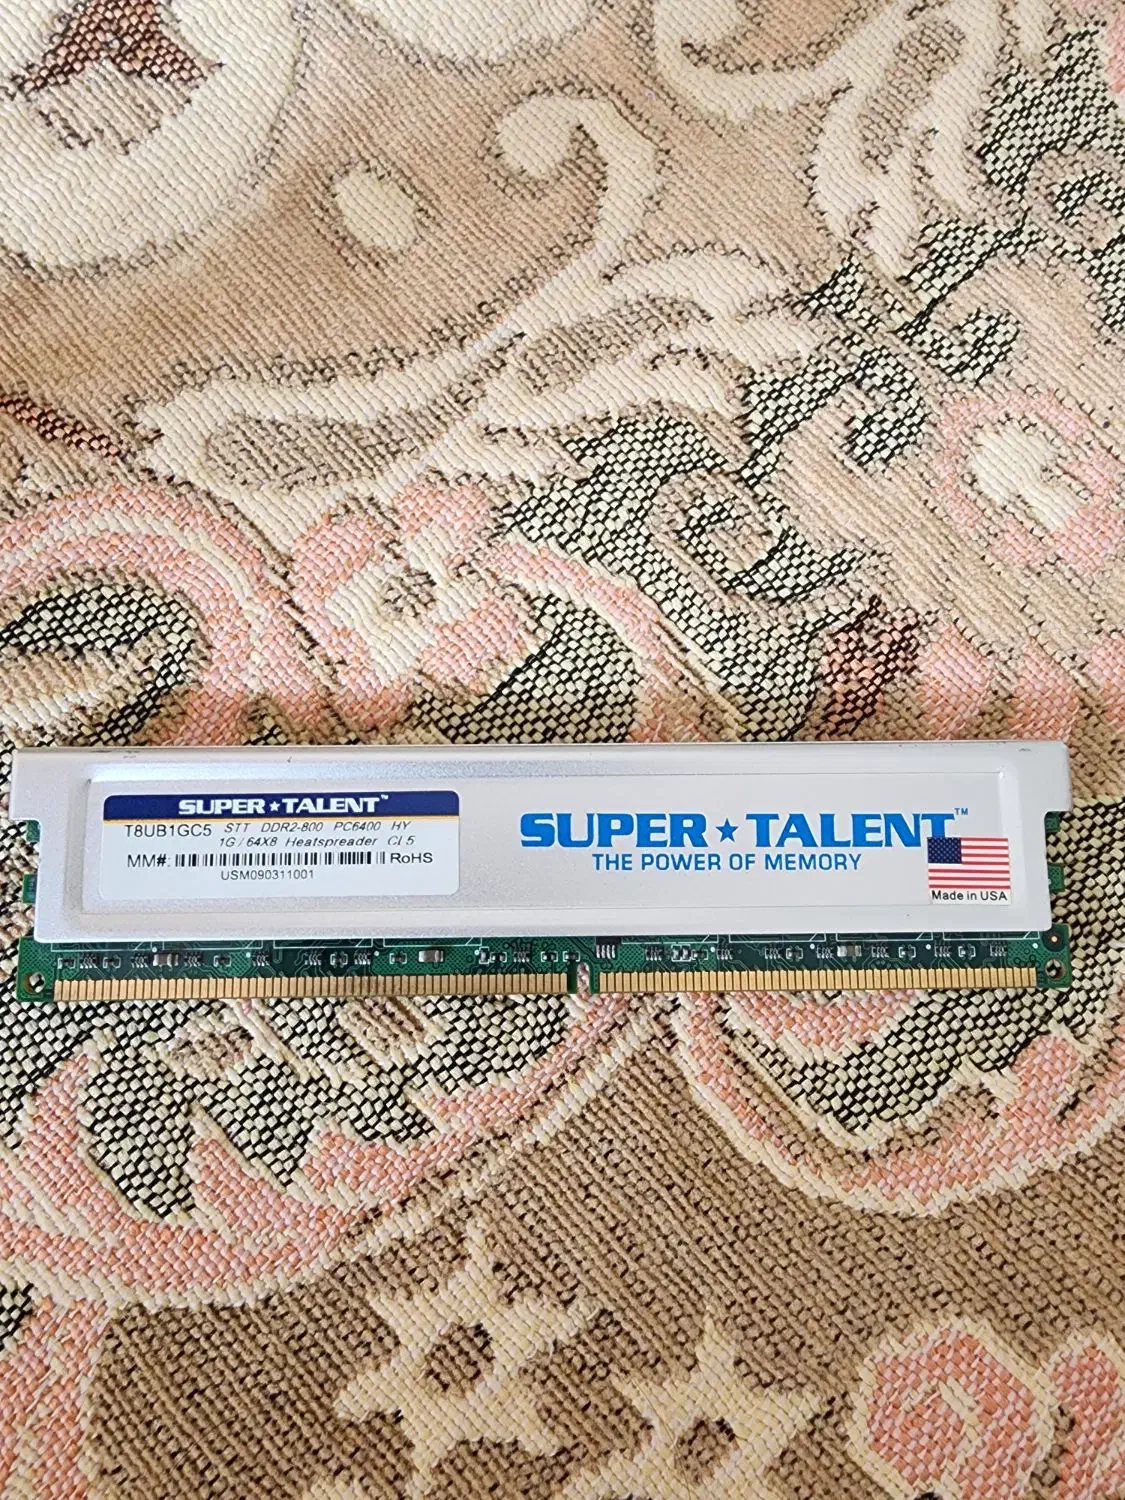 SUPER★TALENT™
T8UB1GC5 STT DDR2-800 PC6400 HY
1G/64X8 Heatspreader CL5
MM#: RoHS
USM090311001
SUPER★TALENT™
THE POWER OF MEMORY
Made in USA